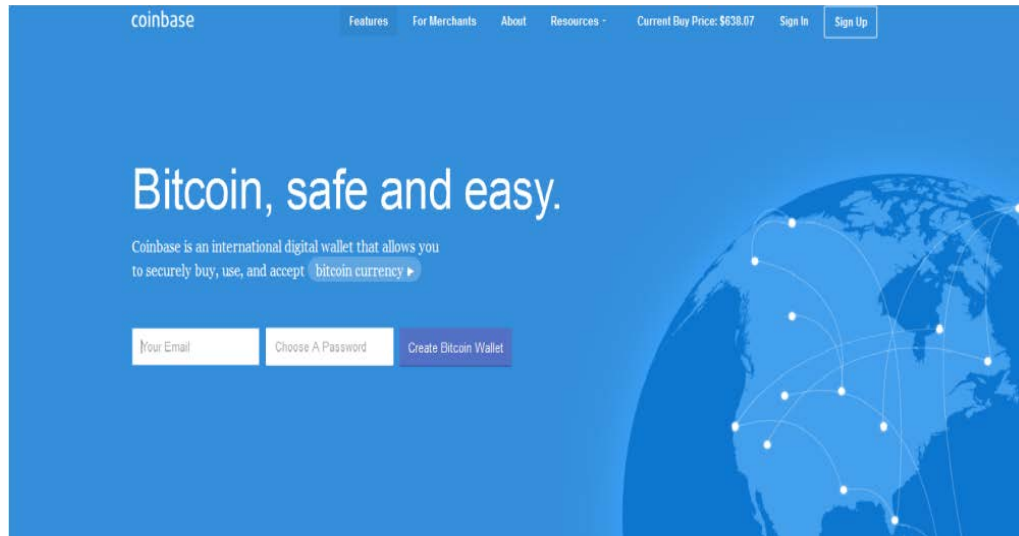 coinbase Features For Merchants About Resources - Current Buy Price: $638.07 Sign In Sign Up
Bitcoin, safe and easy.
Coinbase is an international digital wallet that allows you
to securely buy, use, and accept bitcoin currency ▸
Your Email Choose A Password Create Bitcoin Wallet